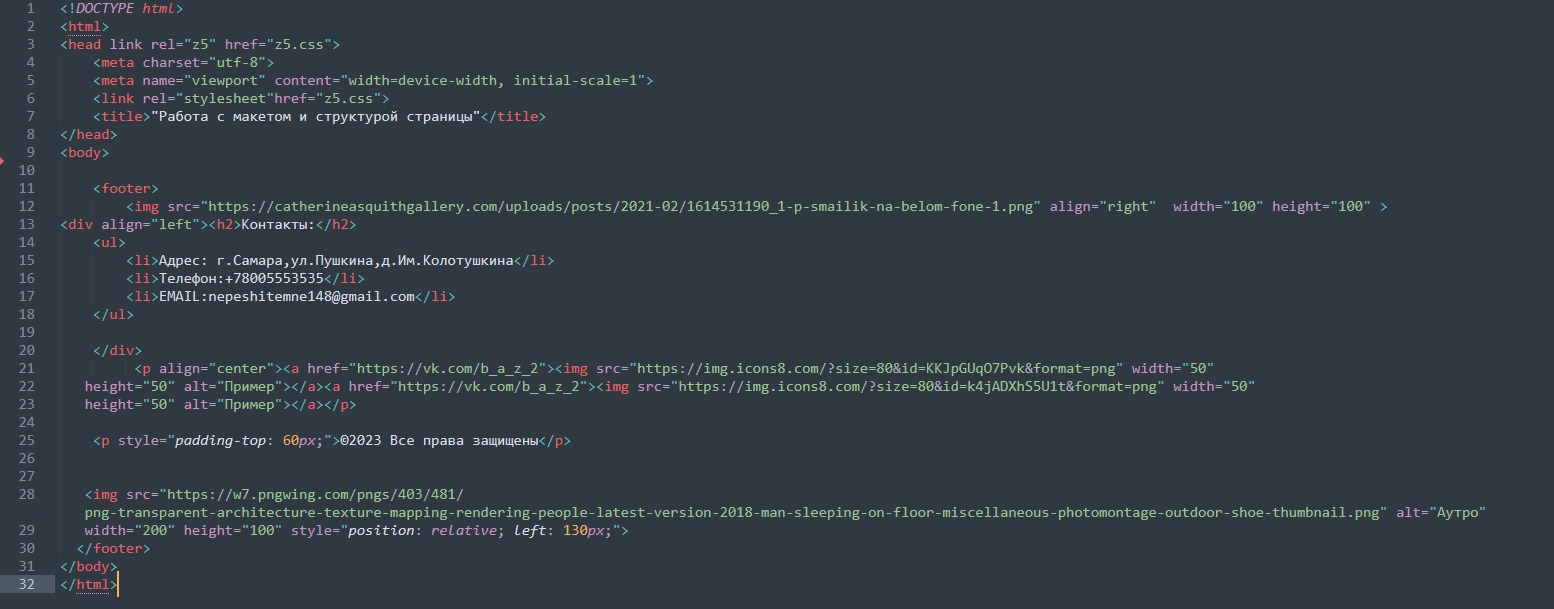 1 <!DOCTYPE html>
2 <html>
3 <head link rel="z5" href="z5.css">
4 <meta charset="utf-8">
5 <meta name="viewport" content="width=device-width, initial-scale=1">
6 <link rel="stylesheet"href="z5.css">
7 <title>"Работа с макетом и структурой страницы"</title>
8 </head>
9 <body>
10
11 <footer>
12 <img src="https://catherineasquithgallery.com/uploads/posts/2021-02/1614531190_1-p-smailik-na-belom-fone-1.png" align="right"  width="100" height="100" >
13 <div align="left"><h2>Контакты:</h2>
14 <ul>
15 <li>Адрес: г.Самара,ул.Пушкина,д.Им.Колотушкина</li>
16 <li>Телефон:+78005553535</li>
17 <li>EMAIL:nepeshitemne148@gmail.com</li>
18 </ul>
19
20 </div>
21 <p align="center"><a href="https://vk.com/b_a_z_2"><img src="https://img.icons8.com/?size=80&id=KKJpGUqO7Pvk&format=png" width="50"
22 height="50" alt="Пример"></a><a href="https://vk.com/b_a_z_2"><img src="https://img.icons8.com/?size=80&id=k4jADXhS5U1t&format=png" width="50"
23 height="50" alt="Пример"></a></p>
24
25 <p style="padding-top: 60px;">©2023 Все права защищены</p>
26
27
28 <img src="https://w7.pngwing.com/pngs/403/481/
png-transparent-architecture-texture-mapping-rendering-people-latest-version-2018-man-sleeping-on-floor-miscellaneous-photomontage-outdoor-shoe-thumbnail.png" alt="Аутро"
29 width="200" height="100" style="position: relative; left: 130px;">
30 </footer>
31 </body>
32 </html>